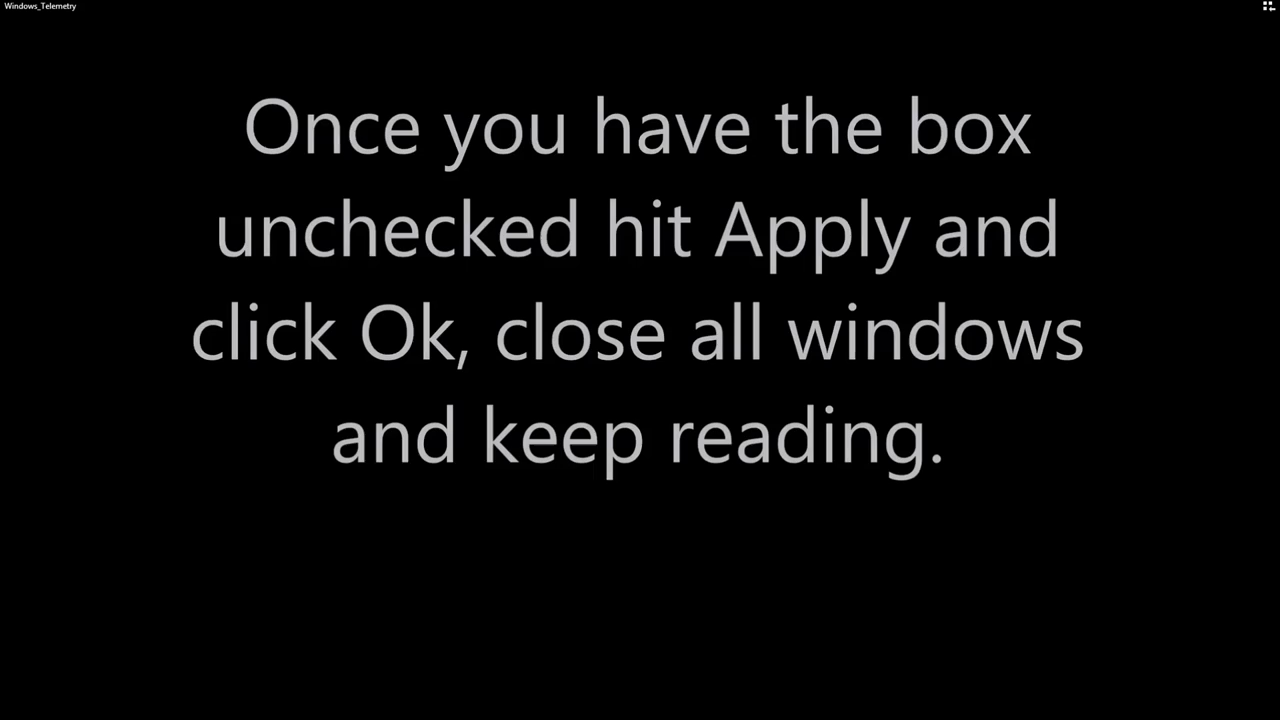 Windows_Telemetry
Once you have the box
unchecked hit Apply and
click Ok, close all windows
and keep reading.